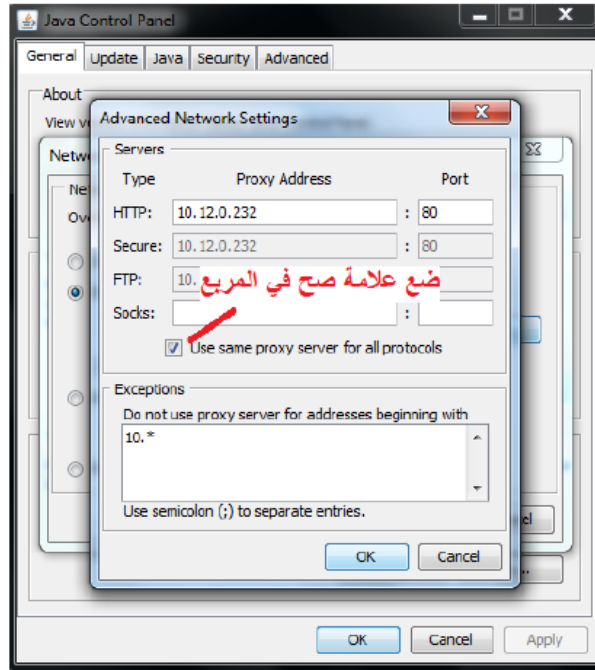 Java Control Panel
General Update Java Security Advanced
About
View v
Advanced Network Settings
Netw
Servers
Ne
Type Proxy Address Port
Ov
HTTP: 10.12.0.232 : 80
Secure: 10.12.0.232 : 80
FTP: 10.
ضع علامة صح في المربع
Socks: :
Use same proxy server for all protocols
Exceptions
Do not use proxy server for addresses beginning with
10.*
Use semicolon (;) to separate entries.
OK Cancel
el
...
OK Cancel Apply